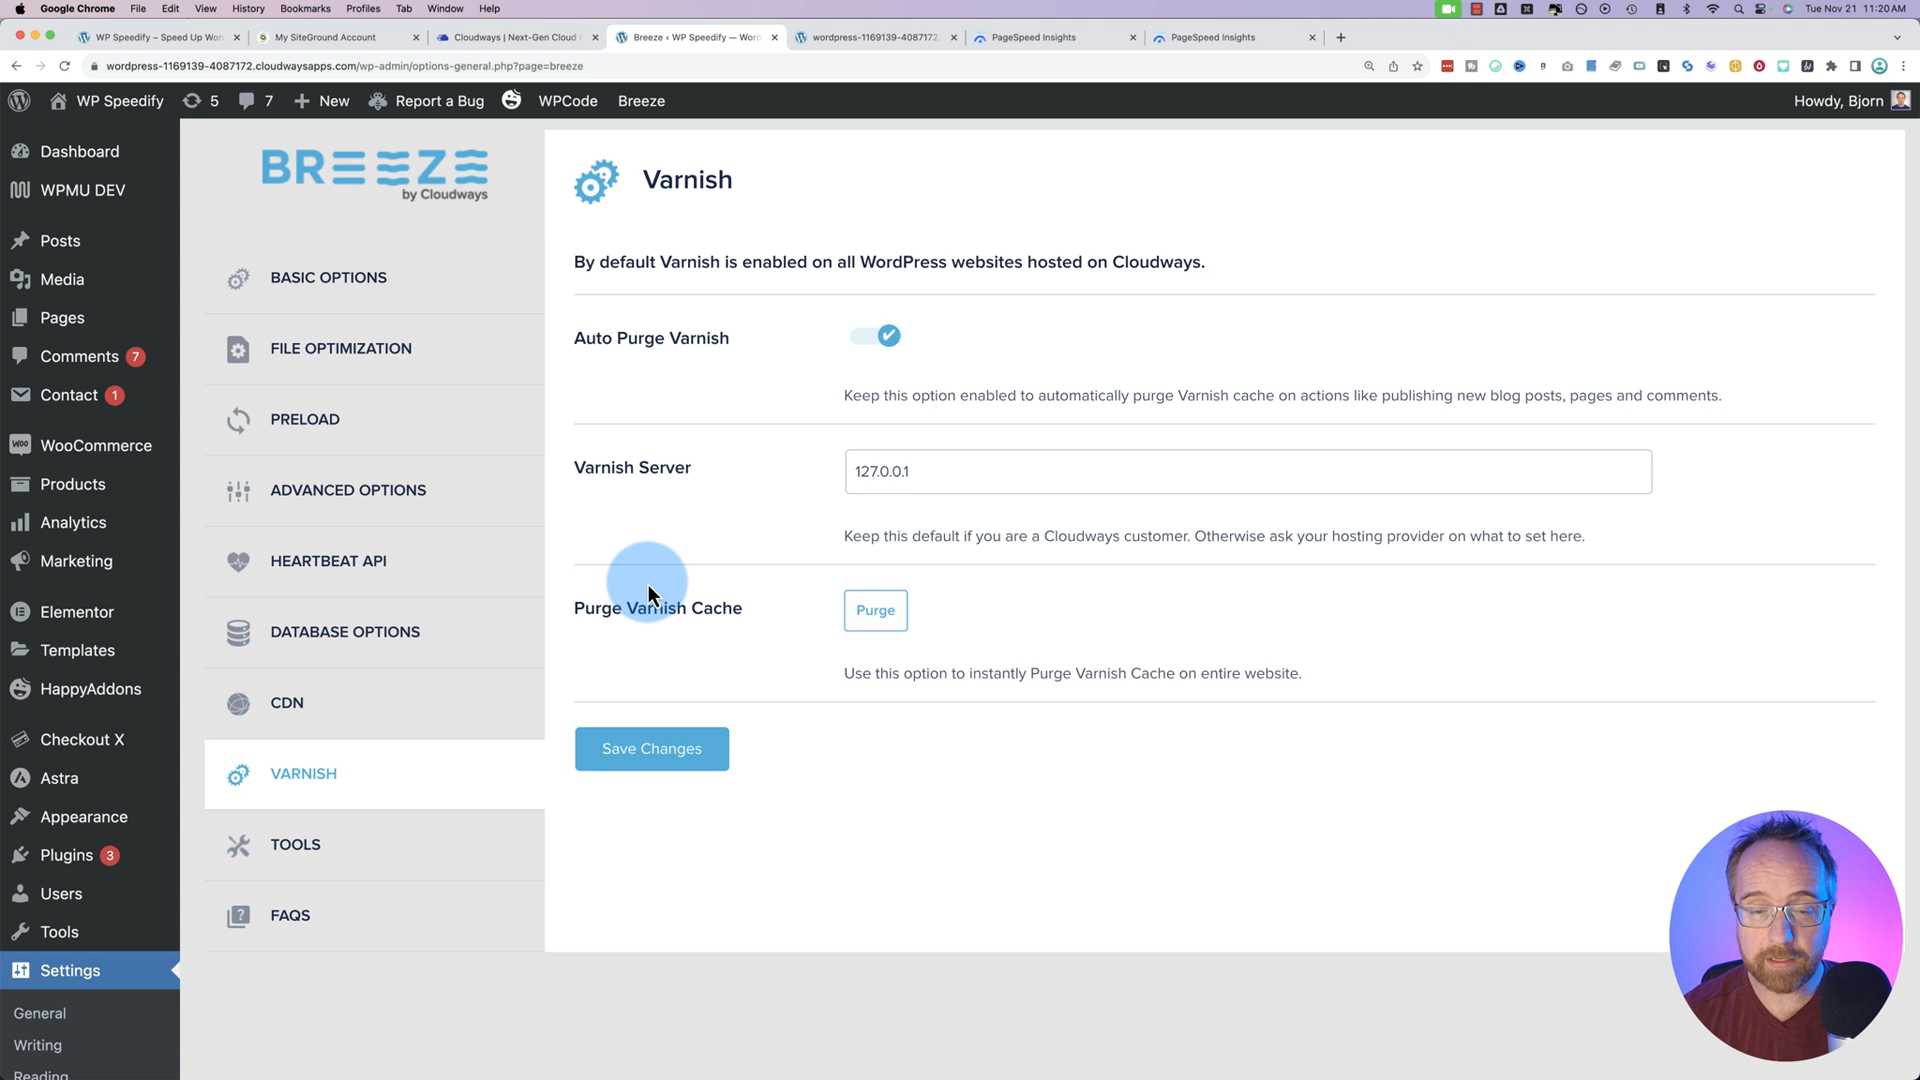 Google Chrome File Edit View History Bookmarks Profiles Tab Window Help
Tue Nov 21 11:20 AM
WP Speedify – Speed Up Wor
My SiteGround Account
Cloudways | Next-Gen Cloud
Breeze ‹ WP Speedify — Word
wordpress-1169139-4087172.
PageSpeed Insights
PageSpeed Insights
wordpress-1169139-4087172.cloudwaysapps.com/wp-admin/options-general.php?page=breeze
WP Speedify 5 7 New Report a Bug WPCode Breeze
Howdy, Bjorn
Dashboard
WPMU DEV
Posts
Media
Pages
Comments 7
Contact 1
WooCommerce
Products
Analytics
Marketing
Elementor
Templates
HappyAddons
Checkout X
Astra
Appearance
Plugins 3
Users
Tools
Settings
General
Writing
Reading
BREEZE
by Cloudways
BASIC OPTIONS
FILE OPTIMIZATION
PRELOAD
ADVANCED OPTIONS
HEARTBEAT API
DATABASE OPTIONS
CDN
VARNISH
TOOLS
FAQS
Varnish
By default Varnish is enabled on all WordPress websites hosted on Cloudways.
Auto Purge Varnish
Keep this option enabled to automatically purge Varnish cache on actions like publishing new blog posts, pages and comments.
Varnish Server
127.0.0.1
Keep this default if you are a Cloudways customer. Otherwise ask your hosting provider on what to set here.
Purge Varnish Cache
Purge
Use this option to instantly Purge Varnish Cache on entire website.
Save Changes